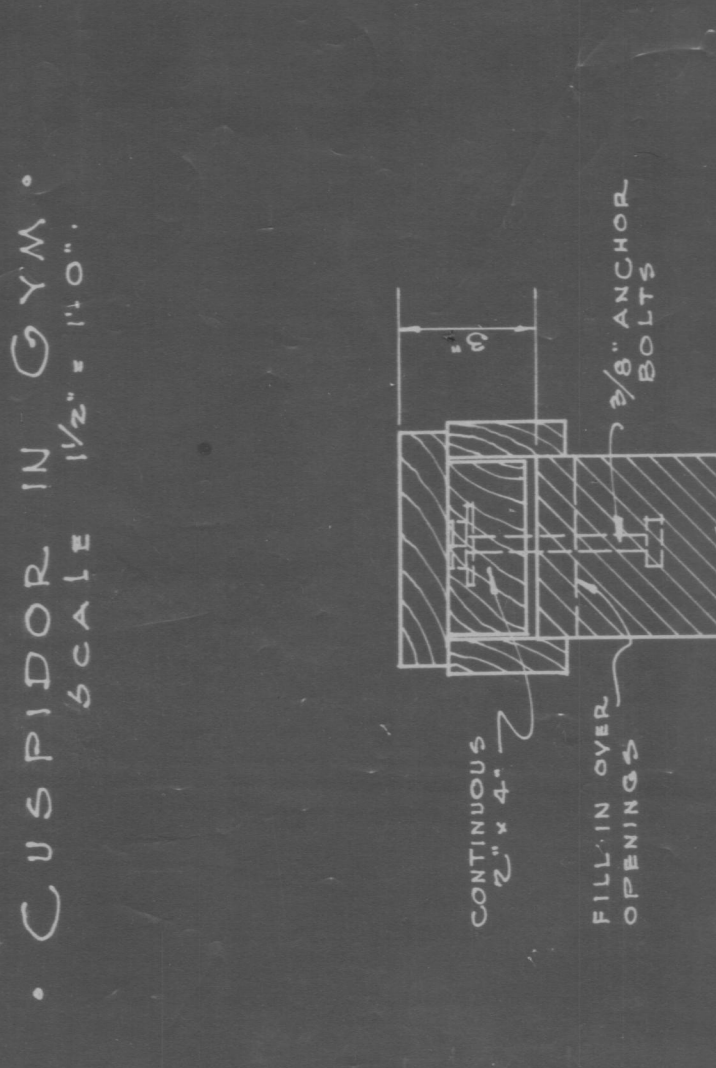 • CUSPIDOR IN GYM •
SCALE 1½" = 1'-0".
3"
3/8" ANCHOR
BOLTS
CONTINUOUS
2" x 4"
FILL IN OVER
OPENINGS